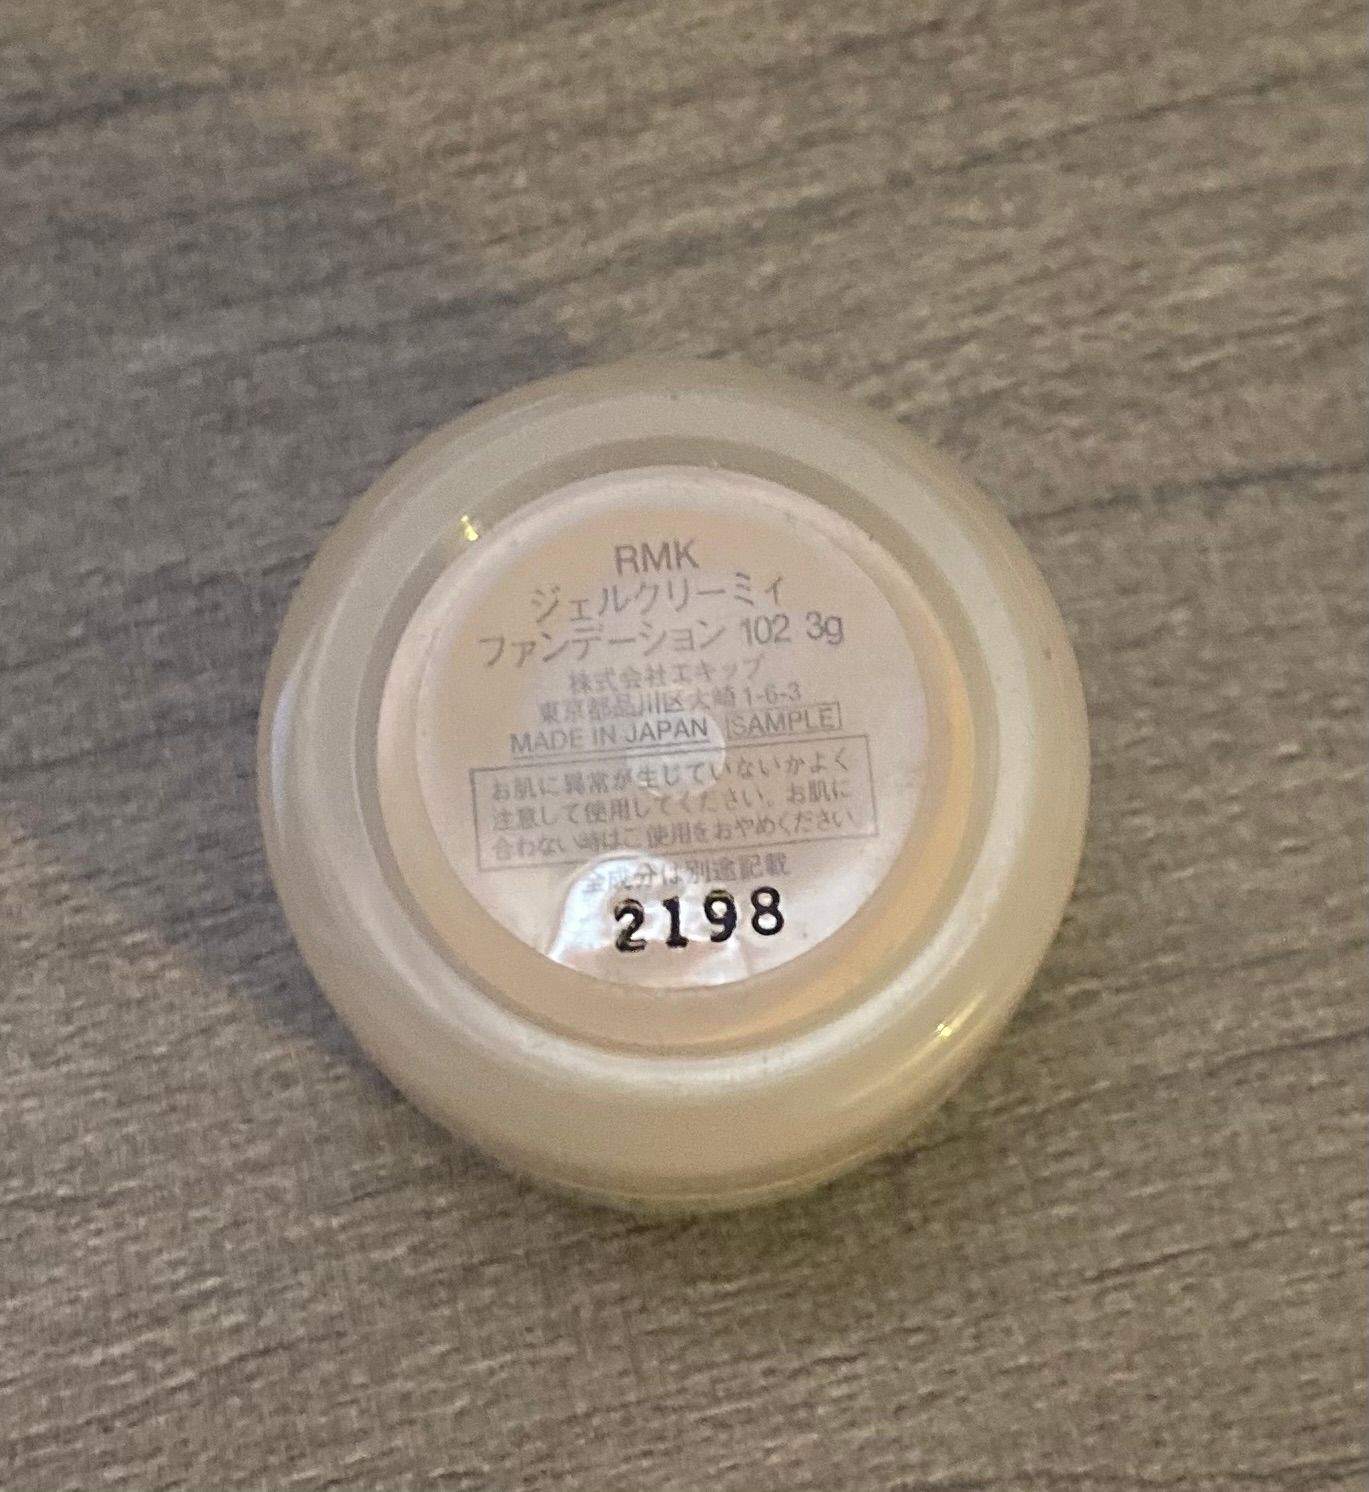 RMK
ジェルクリーミィ
ファンデーション 102 3g
株式会社エキップ
東京都品川区大崎1-6-3
MADE IN JAPAN SAMPLE
お肌に異常が生じていないかよく
注意して使用してください。お肌に
合わない時はご使用をおやめください。
全成分は別途記載
2198